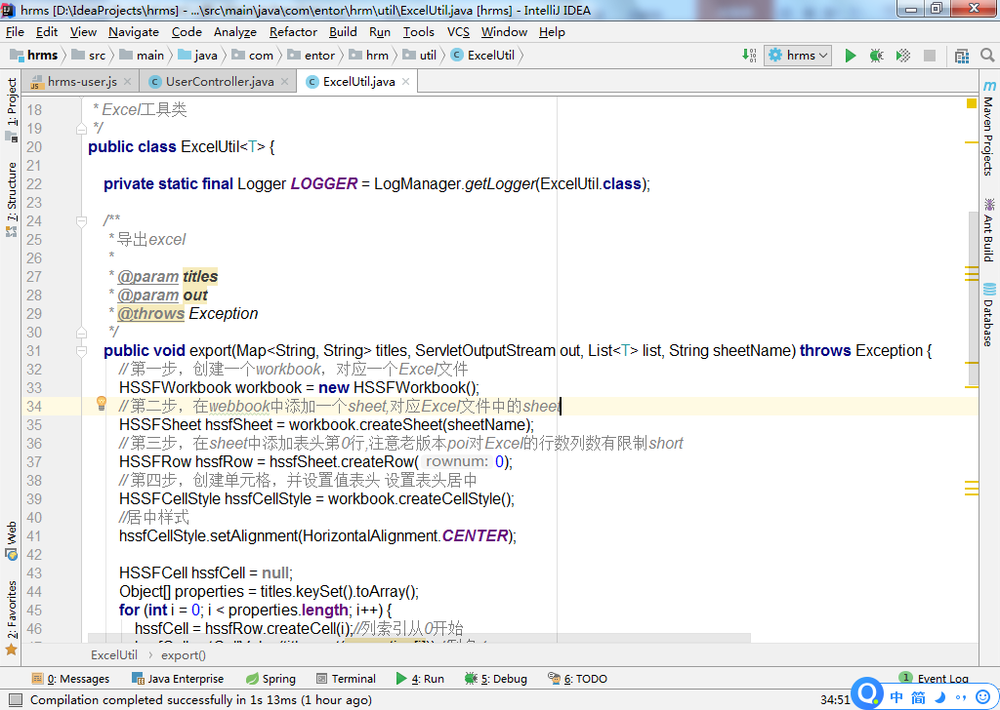 hrms [D:\IdeaProjects\hrms] - ...\src\main\java\com\entor\hrm\util\ExcelUtil.java [hrms] - IntelliJ IDEA
File Edit View Navigate Code Analyze Refactor Build Run Tools VCS Window Help
hrms src main java com entor hrm util ExcelUtil hrms
hrms-user.js UserController.java ExcelUtil.java
1: Project
7: Structure
Web
2: Favorites
18 * Excel工具类
19 */
20 public class ExcelUtil<T> {
21
22 private static final Logger LOGGER = LogManager.getLogger(ExcelUtil.class);
23
24 /**
25 * 导出excel
26 *
27 * @param titles
28 * @param out
29 * @throws Exception
30 */
31 public void export(Map<String, String> titles, ServletOutputStream out, List<T> list, String sheetName) throws Exception {
32 //第一步，创建一个workbook，对应一个Excel文件
33 HSSFWorkbook workbook = new HSSFWorkbook();
34 //第二步，在webbook中添加一个sheet,对应Excel文件中的sheet
35 HSSFSheet hssfSheet = workbook.createSheet(sheetName);
36 //第三步，在sheet中添加表头第0行,注意老版本poi对Excel的行数列数有限制short
37 HSSFRow hssfRow = hssfSheet.createRow( rownum: 0);
38 //第四步，创建单元格，并设置值表头 设置表头居中
39 HSSFCellStyle hssfCellStyle = workbook.createCellStyle();
40 //居中样式
41 hssfCellStyle.setAlignment(HorizontalAlignment.CENTER);
42
43 HSSFCell hssfCell = null;
44 Object[] properties = titles.keySet().toArray();
45 for (int i = 0; i < properties.length; i++) {
46 hssfCell = hssfRow.createCell(i);//列索引从0开始
Maven Projects
Ant Build
Database
ExcelUtil export()
0: Messages Java Enterprise Spring Terminal 4: Run 5: Debug 6: TODO 1 Event Log
Compilation completed successfully in 1s 13ms (1 hour ago) 34:51 中 简